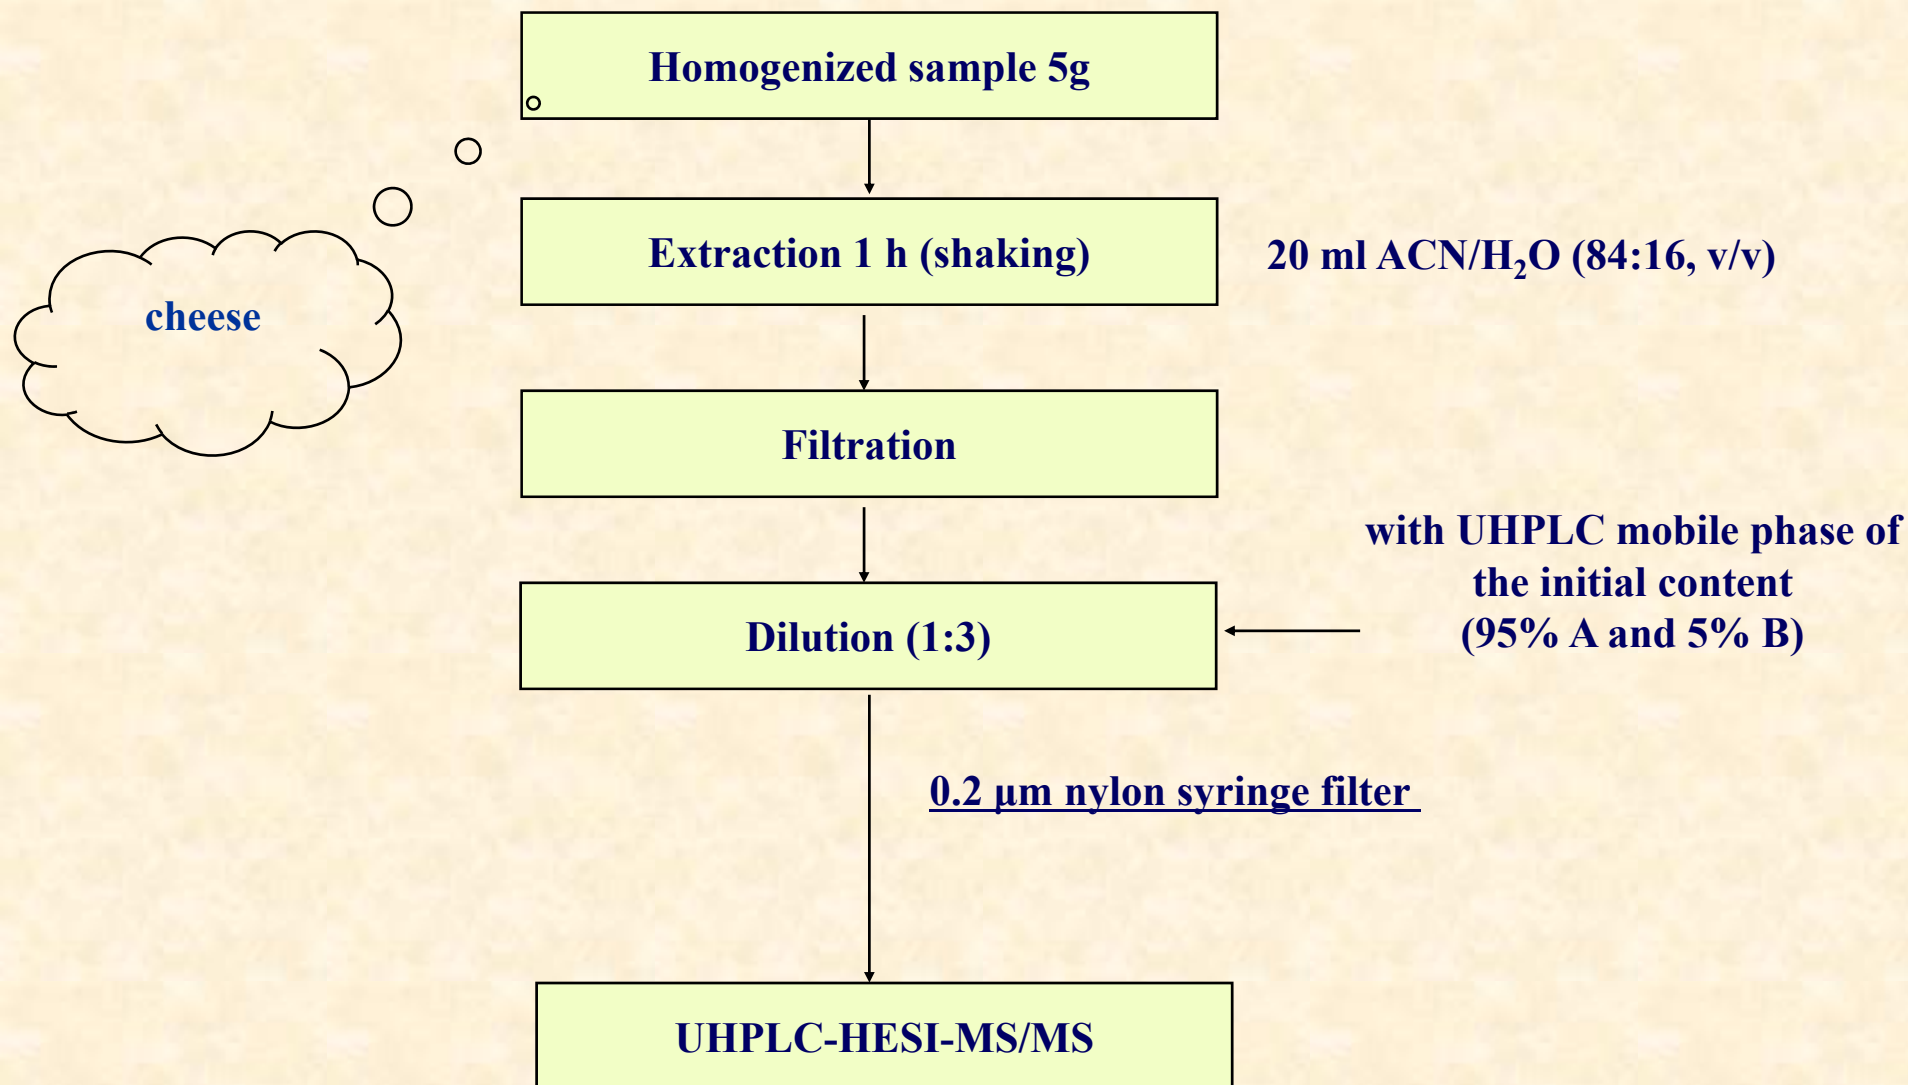 Homogenized sample 5g
cheese
Extraction 1 h (shaking)
20 ml ACN/H₂O (84:16, v/v)
Filtration
with UHPLC mobile phase of
the initial content
(95% A and 5% B)
Dilution (1:3)
0.2 μm nylon syringe filter
UHPLC-HESI-MS/MS